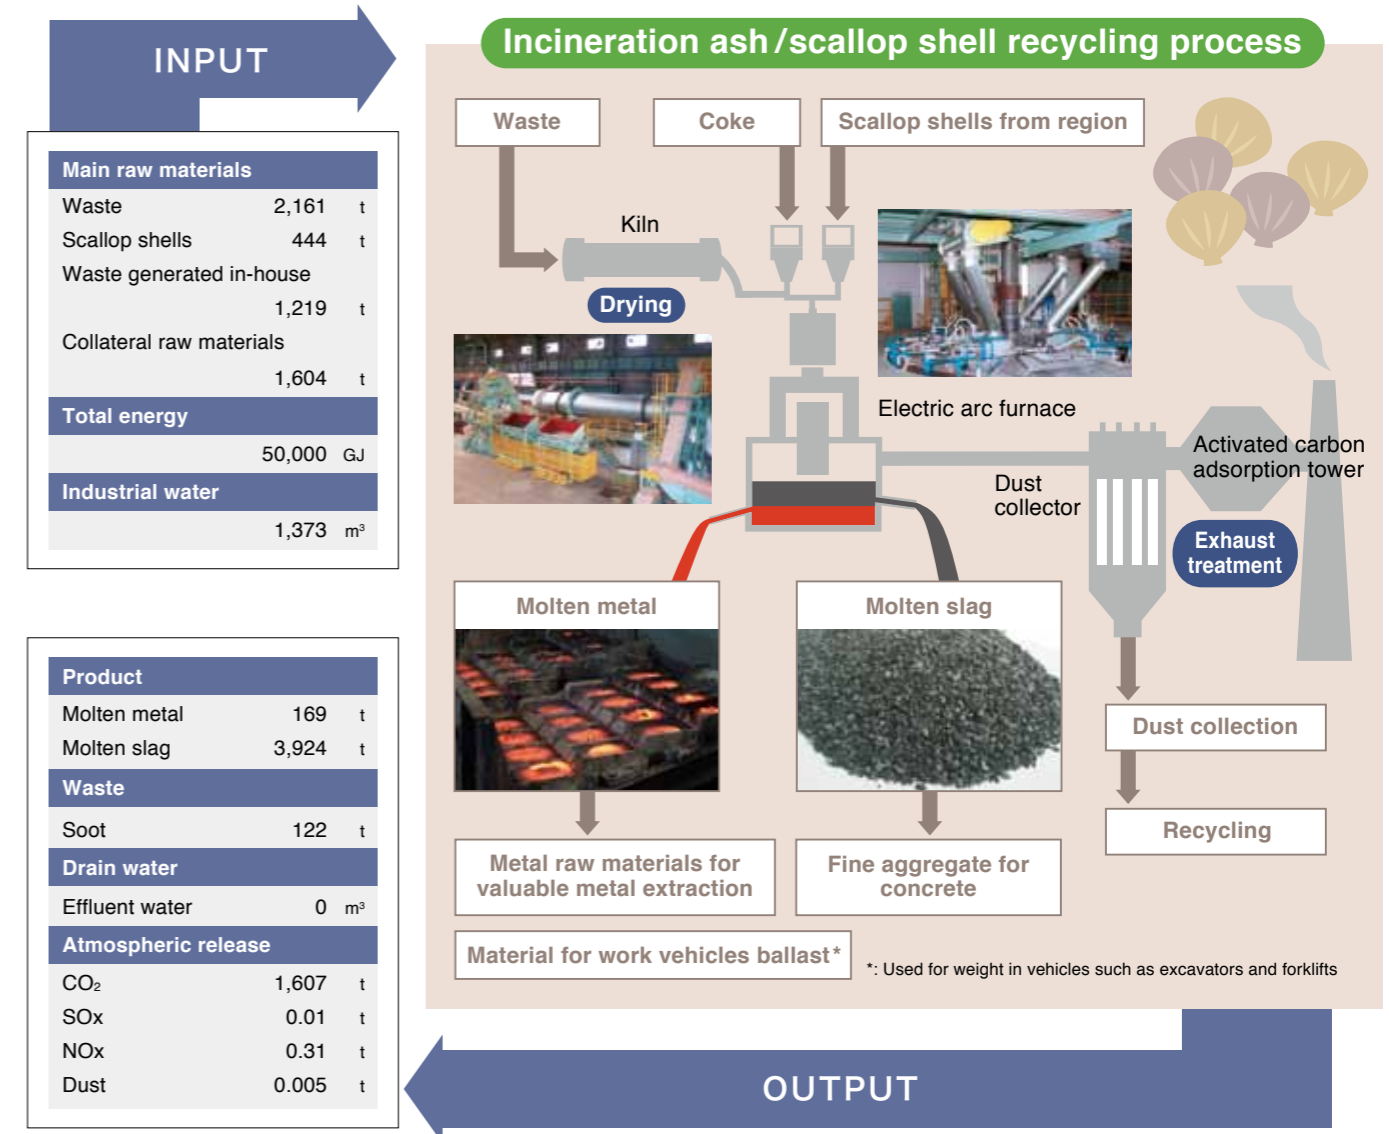 INPUT
Main raw materials
Waste 2,161 t
Scallop shells 444 t
Waste generated in-house
1,219 t
Collateral raw materials
1,604 t
Total energy
50,000 GJ
Industrial water
1,373 m³
Product
Molten metal 169 t
Molten slag 3,924 t
Waste
Soot 122 t
Drain water
Effluent water 0 m³
Atmospheric release
CO₂ 1,607 t
SOx 0.01 t
NOx 0.31 t
Dust 0.005 t
Incineration ash/scallop shell recycling process
Waste
Coke
Scallop shells from region
Kiln
Drying
Electric arc furnace
Dust
collector
Activated carbon
adsorption tower
Exhaust
treatment
Molten metal
Molten slag
Dust collection
Recycling
Metal raw materials for
valuable metal extraction
Fine aggregate for
concrete
Material for work vehicles ballast*
*: Used for weight in vehicles such as excavators and forklifts
OUTPUT